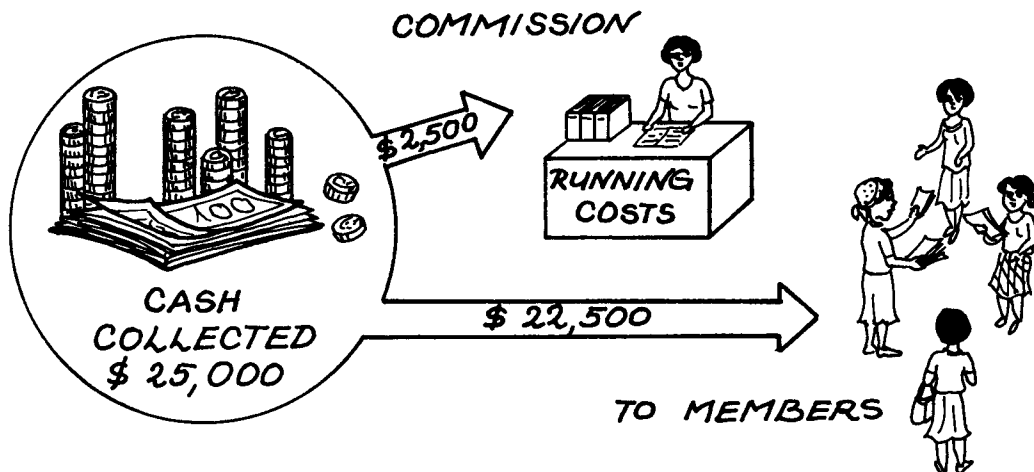 COMMISSION
$ 2,500
RUNNING
COSTS
100
CASH
COLLECTED
$ 25,000
$ 22,500
TO MEMBERS